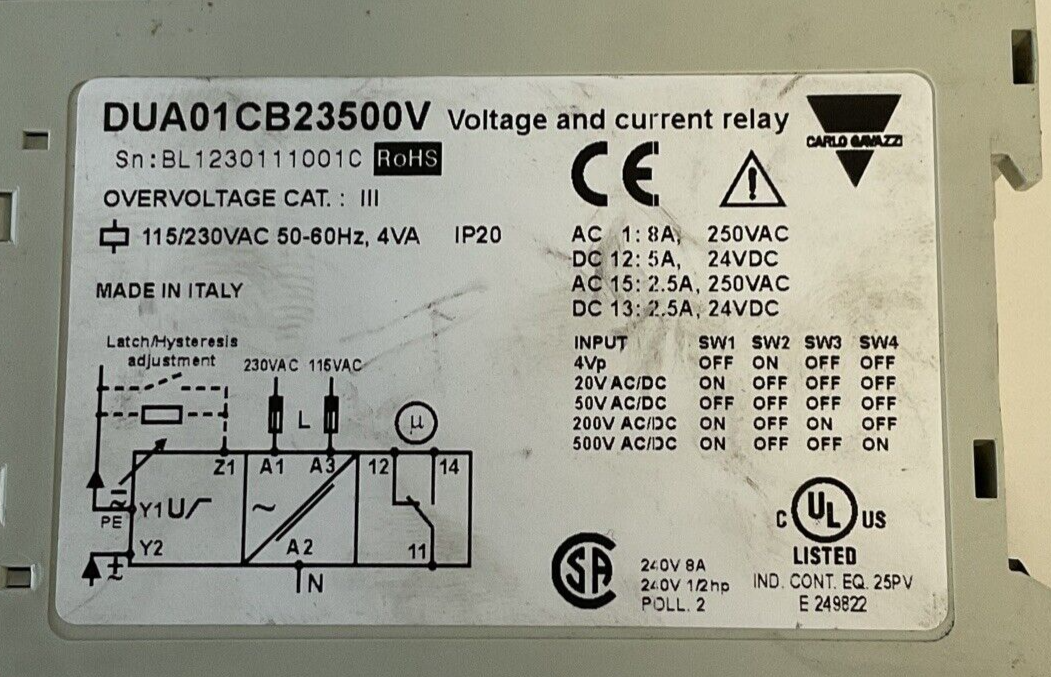 DUA01CB23500V Voltage and current relay
CARLO GAVAZZI
Sn:BL1230111001C RoHS
CE
OVERVOLTAGE CAT. : III
115/230VAC 50-60Hz, 4VA IP20
MADE IN ITALY
AC 1: 8A, 250VAC
DC 12: 5A, 24VDC
AC 15: 2.5A, 250VAC
DC 13: 2.5A, 24VDC
INPUT SW1 SW2 SW3 SW4
4Vp OFF ON OFF OFF
20V AC/DC ON OFF OFF OFF
50V AC/DC OFF OFF OFF OFF
200V AC/DC ON OFF ON OFF
500V AC/DC ON OFF OFF ON
Latch/Hysteresis
adjustment
230VAC 115VAC
L μ
Z1 A1 A3 12 14
PE Y1 U ~
Y2 A2 11
N
C UL US
LISTED
IND. CONT. EQ. 25PV
E 249822
SA
240V 8A
240V 1/2hp
POLL. 2